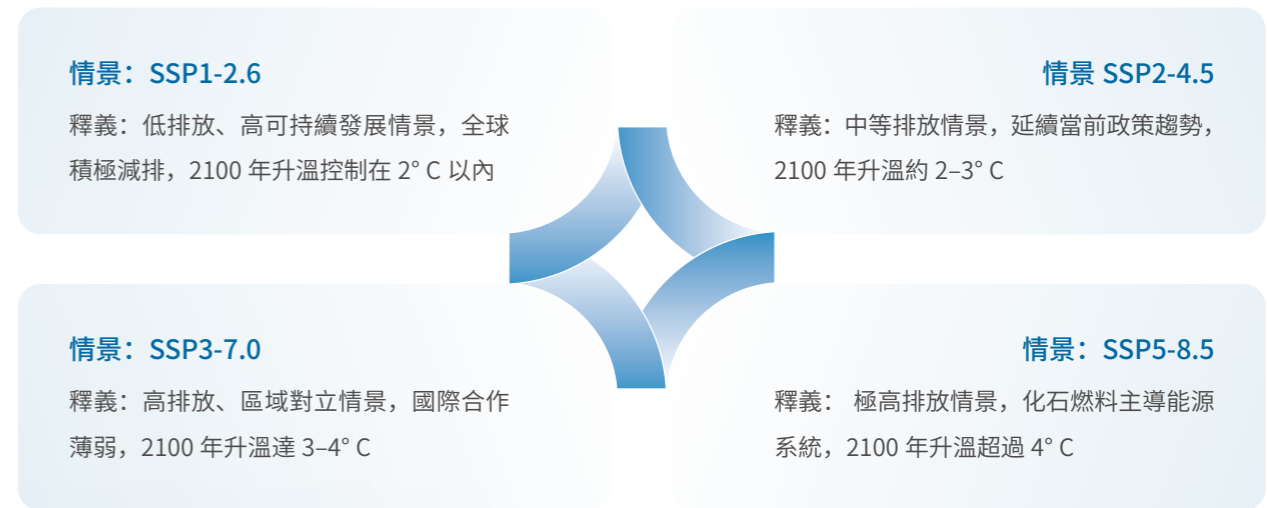 情景：SSP1-2.6
釋義：低排放、高可持續發展情景，全球
積極減排，2100 年升溫控制在 2° C 以內
情景 SSP2-4.5
釋義：中等排放情景，延續當前政策趨勢，
2100 年升溫約 2–3° C
情景：SSP3-7.0
釋義：高排放、區域對立情景，國際合作
薄弱，2100 年升溫達 3–4° C
情景：SSP5-8.5
釋義： 極高排放情景，化石燃料主導能源
系統，2100 年升溫超過 4° C